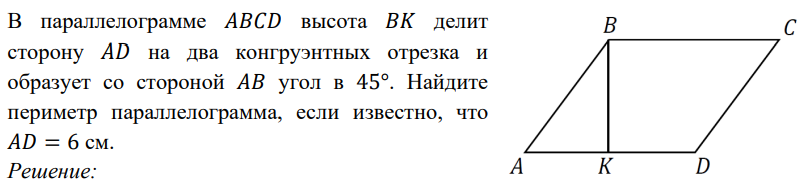 В параллелограмме ABCD высота BK делит
сторону AD на два конгруэнтных отрезка и
образует со стороной AB угол в 45°. Найдите
периметр параллелограмма, если известно, что
AD = 6 см.
Решение:
B
C
A
K
D